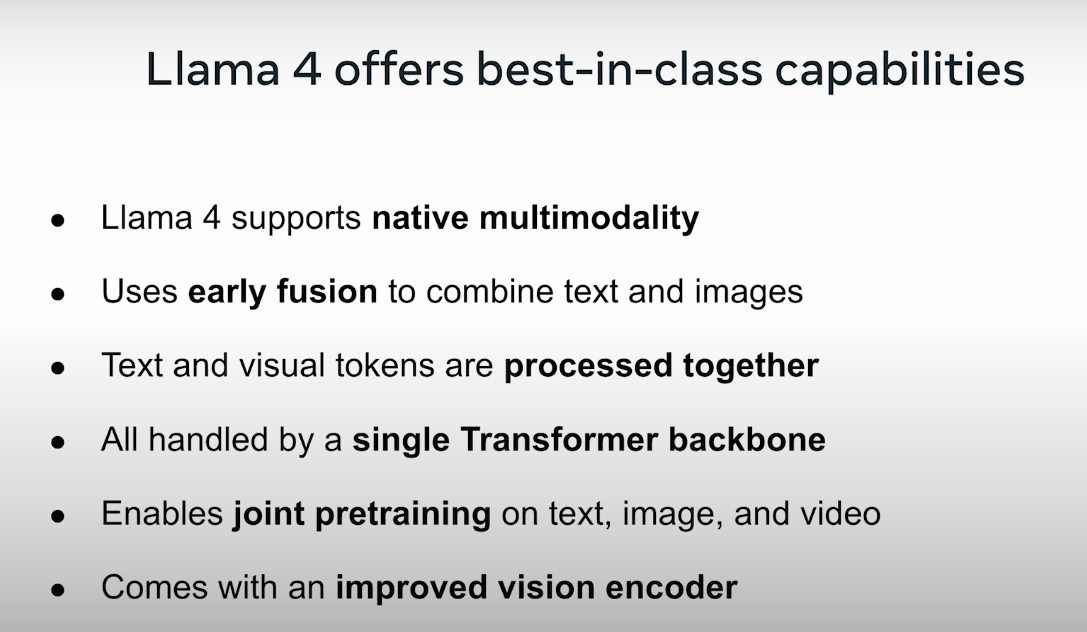 Llama 4 offers best-in-class capabilities
● Llama 4 supports native multimodality
● Uses early fusion to combine text and images
● Text and visual tokens are processed together
● All handled by a single Transformer backbone
● Enables joint pretraining on text, image, and video
● Comes with an improved vision encoder